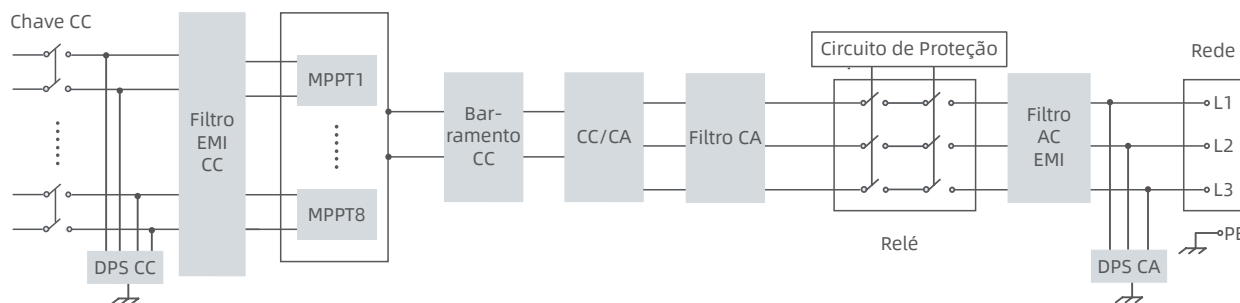 Chave CC
Circuito de Proteção
Rede
MPPT1
L1
Filtro
EMI
CC
Bar-
ramento
CC
CC/CA
Filtro CA
Filtro
AC
EMI
L2
L3
MPPT8
Relé
PE
DPS CC
DPS CA